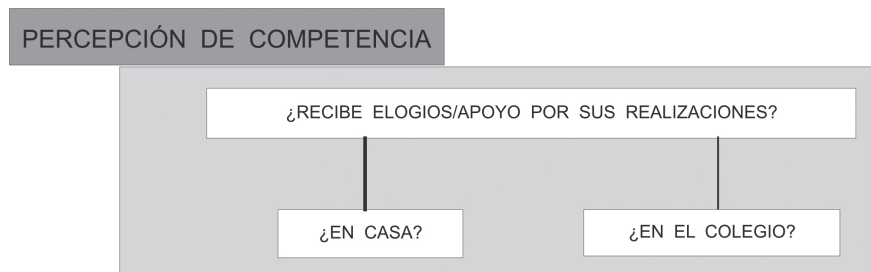 PERCEPCIÓN DE COMPETENCIA
¿RECIBE ELOGIOS/APOYO POR SUS REALIZACIONES?
¿EN CASA?
¿EN EL COLEGIO?